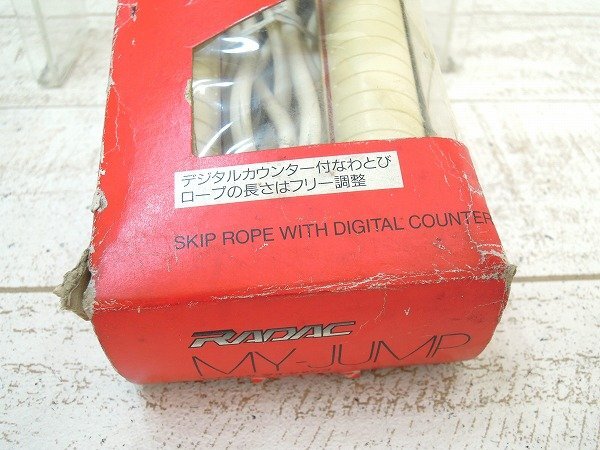 デジタルカウンター付なわとび
ロープの長さはフリー調整
SKIP ROPE WITH DIGITAL COUNTER
RADAC
MY-JUMP